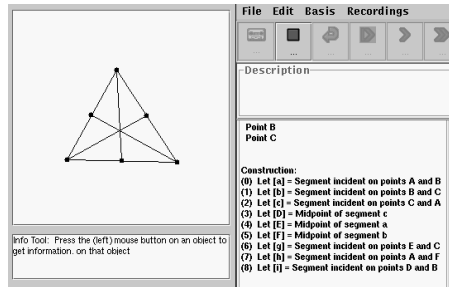 File Edit Basis Recordings
Description
Point B
Point C
Construction:
(0) Let [a] = Segment incident on points A and B
(1) Let [b] = Segment incident on points B and C
(2) Let [c] = Segment incident on points C and A
(3) Let [D] = Midpoint of segment c
(4) Let [E] = Midpoint of segment a
(5) Let [F] = Midpoint of segment b
(6) Let [g] = Segment incident on points E and C
(7) Let [h] = Segment incident on points A and F
(8) Let [i] = Segment incident on points D and B
Info Tool: Press the (left) mouse button on an object to
get information. on that object